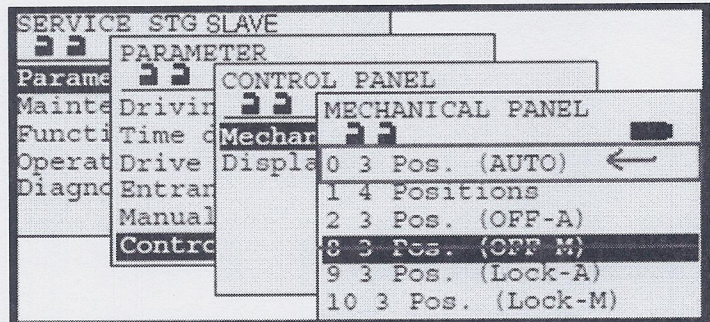 SERVICE STG SLAVE
Parame
Mainte
Functi
Operat
Diagno
PARAMETER
Drivin
Time
Drive
Entran
Manual
Contro
CONTROL PANEL
Mechan
Displa
MECHANICAL PANEL
0 3 Pos. (AUTO)
1 4 Positions
2 3 Pos. (OFF-A)
8 3 Pos. (OFF-M)
9 3 Pos. (Lock-A)
10 3 Pos. (Lock-M)